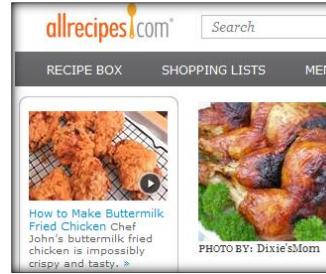 allrecipes.com
Search
RECIPE BOX SHOPPING LISTS
How to Make Buttermilk
Fried Chicken Chef
John's buttermilk fried
chicken is impossibly
crispy and tasty. »
PHOTO BY: Dixie'sMom